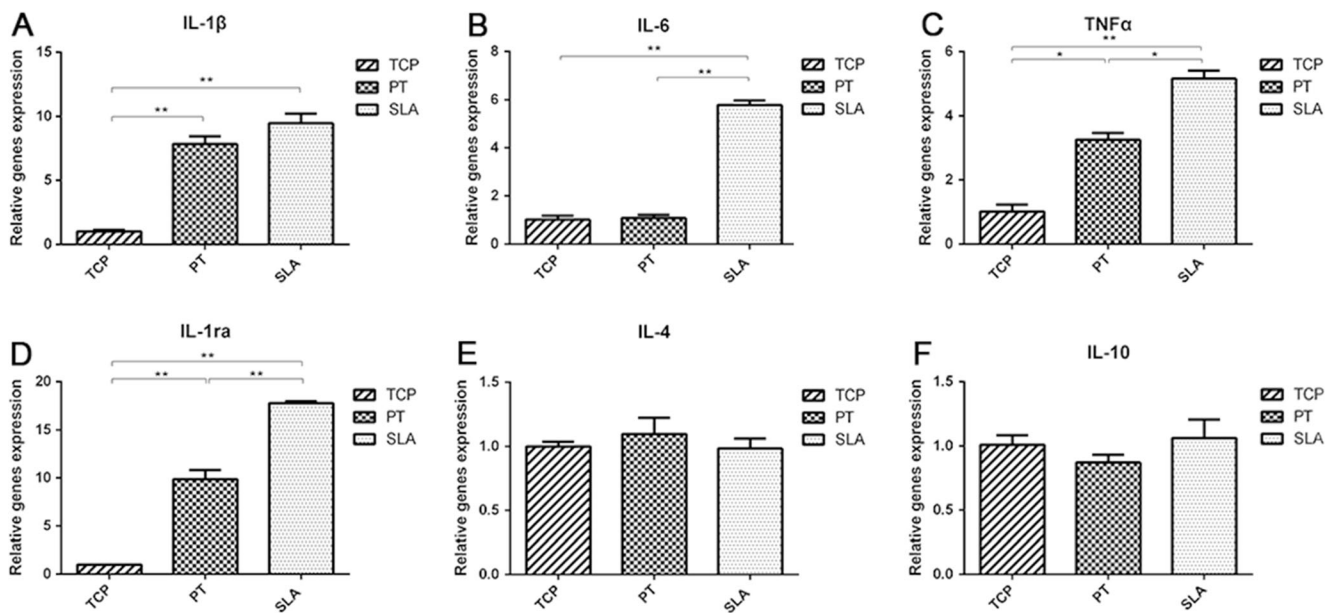 A
IL-1β
Relative genes expression
15
10
5
0
**
**
TCP
PT
SLA
TCP
PT
SLA
B
IL-6
Relative genes expression
8
6
4
2
0
**
**
TCP
PT
SLA
TCP
PT
SLA
C
TNFα
Relative genes expression
6
4
2
0
**
*
*
TCP
PT
SLA
TCP
PT
SLA
D
IL-1ra
Relative genes expression
20
15
10
5
0
**
**
**
TCP
PT
SLA
TCP
PT
SLA
E
IL-4
Relative genes expression
1.5
1.0
0.5
0.0
TCP
PT
SLA
TCP
PT
SLA
F
IL-10
Relative genes expression
1.5
1.0
0.5
0.0
TCP
PT
SLA
TCP
PT
SLA